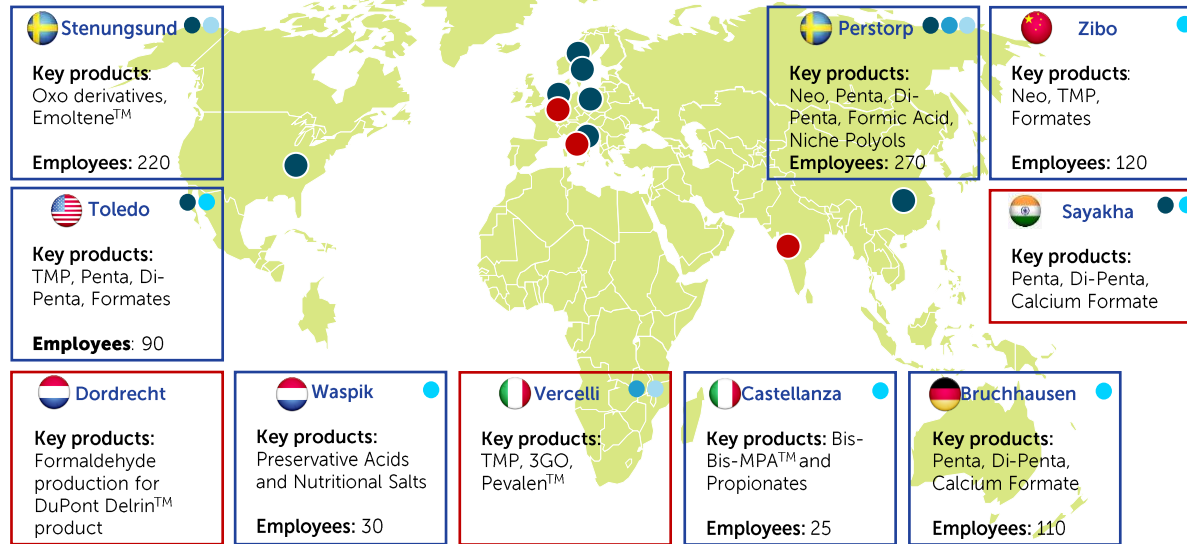 Stenungsund
Key products:
Oxo derivatives,
Emoltene™
Employees: 220
Perstorp
Key products:
Neo, Penta, Di-
Penta, Formic Acid,
Niche Polyols
Employees: 270
Zibo
Key products:
Neo, TMP,
Formates
Employees: 120
Toledo
Key products:
TMP, Penta, Di-
Penta, Formates
Employees: 90
Sayakha
Key products:
Penta, Di-Penta,
Calcium Formate
Dordrecht
Key products:
Formaldehyde
production for
DuPont Delrin™
product
Waspik
Key products:
Preservative Acids
and Nutritional Salts
Employees: 30
Vercelli
Key products:
TMP, 3GO,
Pevalen™
Castellanza
Key products: Bis-
Bis-MPA™ and
Propionates
Employees: 25
Bruchhausen
Key products:
Penta, Di-Penta,
Calcium Formate
Employees: 110